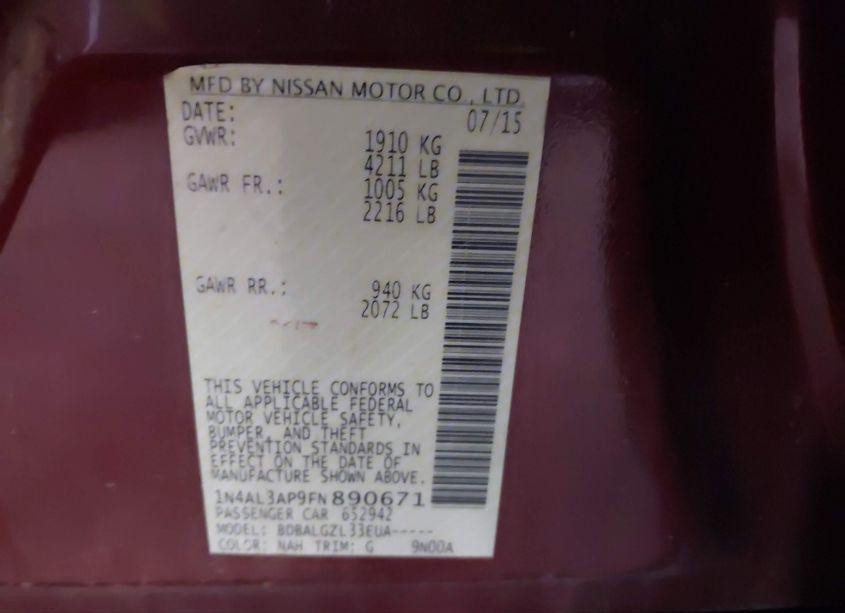 MFD BY NISSAN MOTOR CO., LTD.
DATE: 07/15
GVWR: 1910 KG
4211 LB
GAWR FR.: 1005 KG
2216 LB
GAWR RR.: 940 KG
2072 LB
THIS VEHICLE CONFORMS TO
ALL APPLICABLE FEDERAL
MOTOR VEHICLE SAFETY,
BUMPER, AND THEFT
PREVENTION STANDARDS IN
EFFECT ON THE DATE OF
MANUFACTURE SHOWN ABOVE.
1N4AL3AP9FN890671
PASSENGER CAR 652942
MODEL: BDBALGZL33EUA-----
COLOR: NAH TRIM: G 9N00A